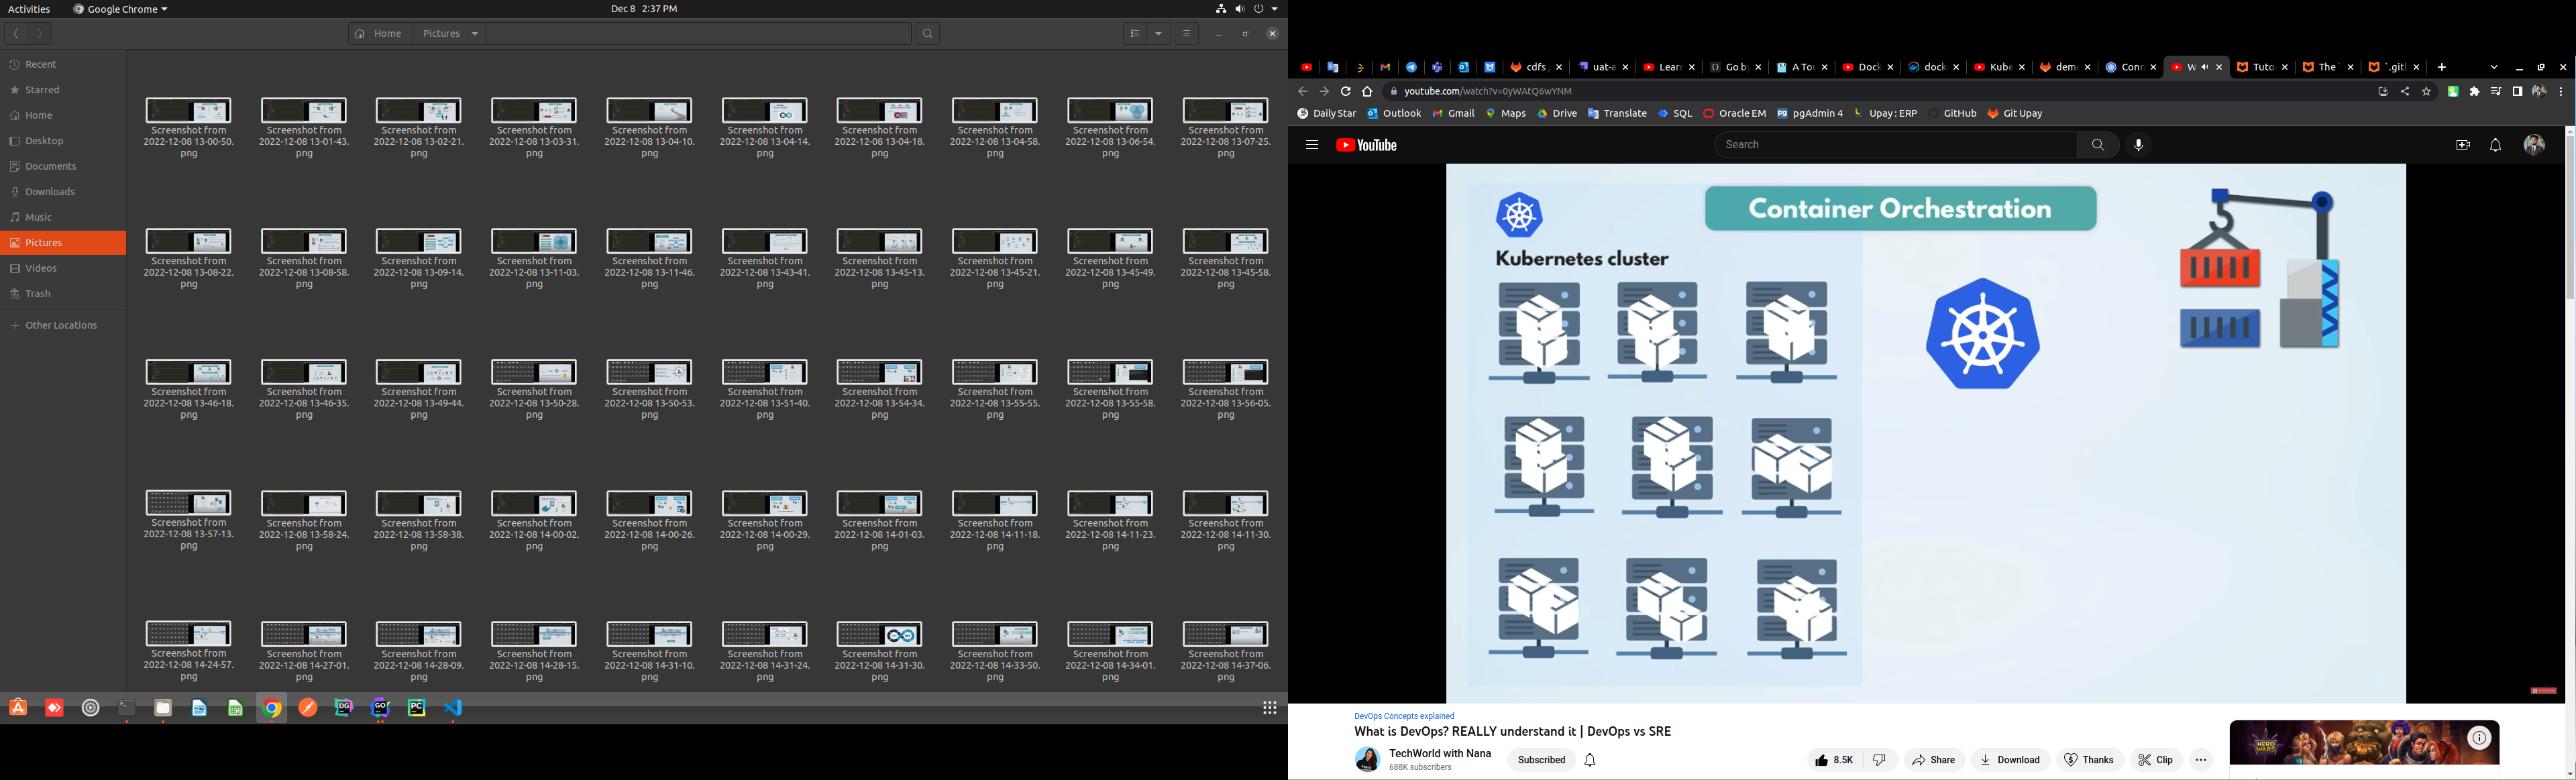 Activities
Google Chrome
Dec 8 2:37 PM
Home
Pictures
Recent
Starred
Home
Desktop
Documents
Downloads
Music
Pictures
Videos
Trash
Other Locations
Screenshot from 2022-12-08 13-00-50.png
Screenshot from 2022-12-08 13-01-43.png
Screenshot from 2022-12-08 13-02-21.png
Screenshot from 2022-12-08 13-03-31.png
Screenshot from 2022-12-08 13-04-10.png
Screenshot from 2022-12-08 13-04-14.png
Screenshot from 2022-12-08 13-04-18.png
Screenshot from 2022-12-08 13-04-58.png
Screenshot from 2022-12-08 13-06-54.png
Screenshot from 2022-12-08 13-07-25.png
Screenshot from 2022-12-08 13-08-22.png
Screenshot from 2022-12-08 13-08-58.png
Screenshot from 2022-12-08 13-09-14.png
Screenshot from 2022-12-08 13-11-03.png
Screenshot from 2022-12-08 13-11-46.png
Screenshot from 2022-12-08 13-43-41.png
Screenshot from 2022-12-08 13-45-13.png
Screenshot from 2022-12-08 13-45-21.png
Screenshot from 2022-12-08 13-45-49.png
Screenshot from 2022-12-08 13-45-58.png
Screenshot from 2022-12-08 13-46-18.png
Screenshot from 2022-12-08 13-46-35.png
Screenshot from 2022-12-08 13-49-44.png
Screenshot from 2022-12-08 13-50-28.png
Screenshot from 2022-12-08 13-50-53.png
Screenshot from 2022-12-08 13-51-40.png
Screenshot from 2022-12-08 13-54-34.png
Screenshot from 2022-12-08 13-55-55.png
Screenshot from 2022-12-08 13-55-58.png
Screenshot from 2022-12-08 13-56-05.png
Screenshot from 2022-12-08 13-57-13.png
Screenshot from 2022-12-08 13-58-24.png
Screenshot from 2022-12-08 13-58-38.png
Screenshot from 2022-12-08 14-00-02.png
Screenshot from 2022-12-08 14-00-26.png
Screenshot from 2022-12-08 14-00-29.png
Screenshot from 2022-12-08 14-01-03.png
Screenshot from 2022-12-08 14-11-18.png
Screenshot from 2022-12-08 14-11-23.png
Screenshot from 2022-12-08 14-11-30.png
Screenshot from 2022-12-08 14-24-57.png
Screenshot from 2022-12-08 14-27-01.png
Screenshot from 2022-12-08 14-28-09.png
Screenshot from 2022-12-08 14-28-15.png
Screenshot from 2022-12-08 14-31-10.png
Screenshot from 2022-12-08 14-31-24.png
Screenshot from 2022-12-08 14-31-30.png
Screenshot from 2022-12-08 14-33-50.png
Screenshot from 2022-12-08 14-34-01.png
Screenshot from 2022-12-08 14-37-06.png
DG
GO
PC
cdfs
uat-a
Lear
Go b
A To
Dock
dock
Kube
dem
Conn
W
Tuto
The
`.git
youtube.com/watch?v=0yWAtQ6wYNM
Daily Star
Outlook
Gmail
Maps
Drive
Translate
SQL
Oracle EM
pgAdmin 4
Upay : ERP
GitHub
Git Upay
YouTube
Search
Container Orchestration
Kubernetes cluster
DevOps Concepts explained
What is DevOps? REALLY understand it | DevOps vs SRE
TechWorld with Nana
688K subscribers
Subscribed
8.5K
Share
Download
Thanks
Clip
HERO WARS